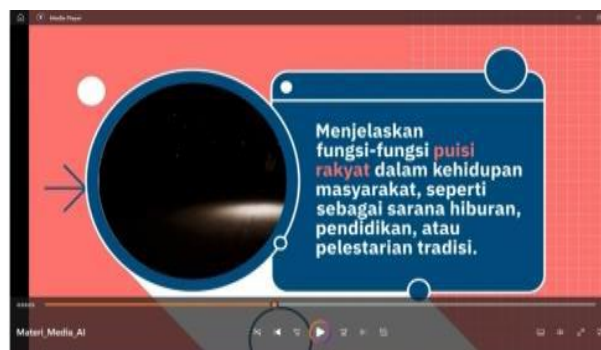 Media Player
Menjelaskan
fungsi-fungsi puisi
rakyat dalam kehidupan
masyarakat, seperti
sebagai sarana hiburan,
pendidikan, atau
pelestarian tradisi.
Materi_Media_AI